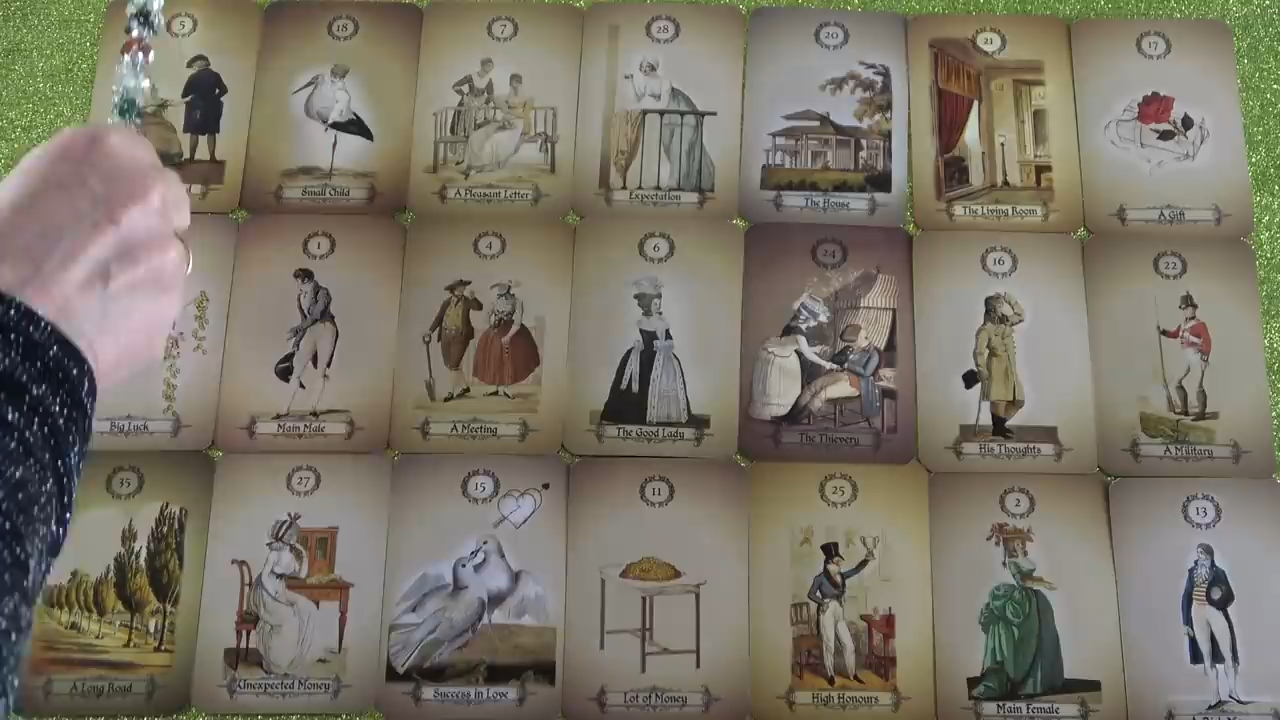 5
18
Small Child
7
A Pleasant Letter
28
Expectation
20
The House
21
The Living Room
17
A Gift
Big Luck
1
Main Male
4
A Meeting
6
The Good Lady
24
The Thievery
16
His Thoughts
22
A Military
35
A Long Road
27
Unexpected Money
15
Success in Love
11
Lot of Money
25
High Honours
2
Main Female
13